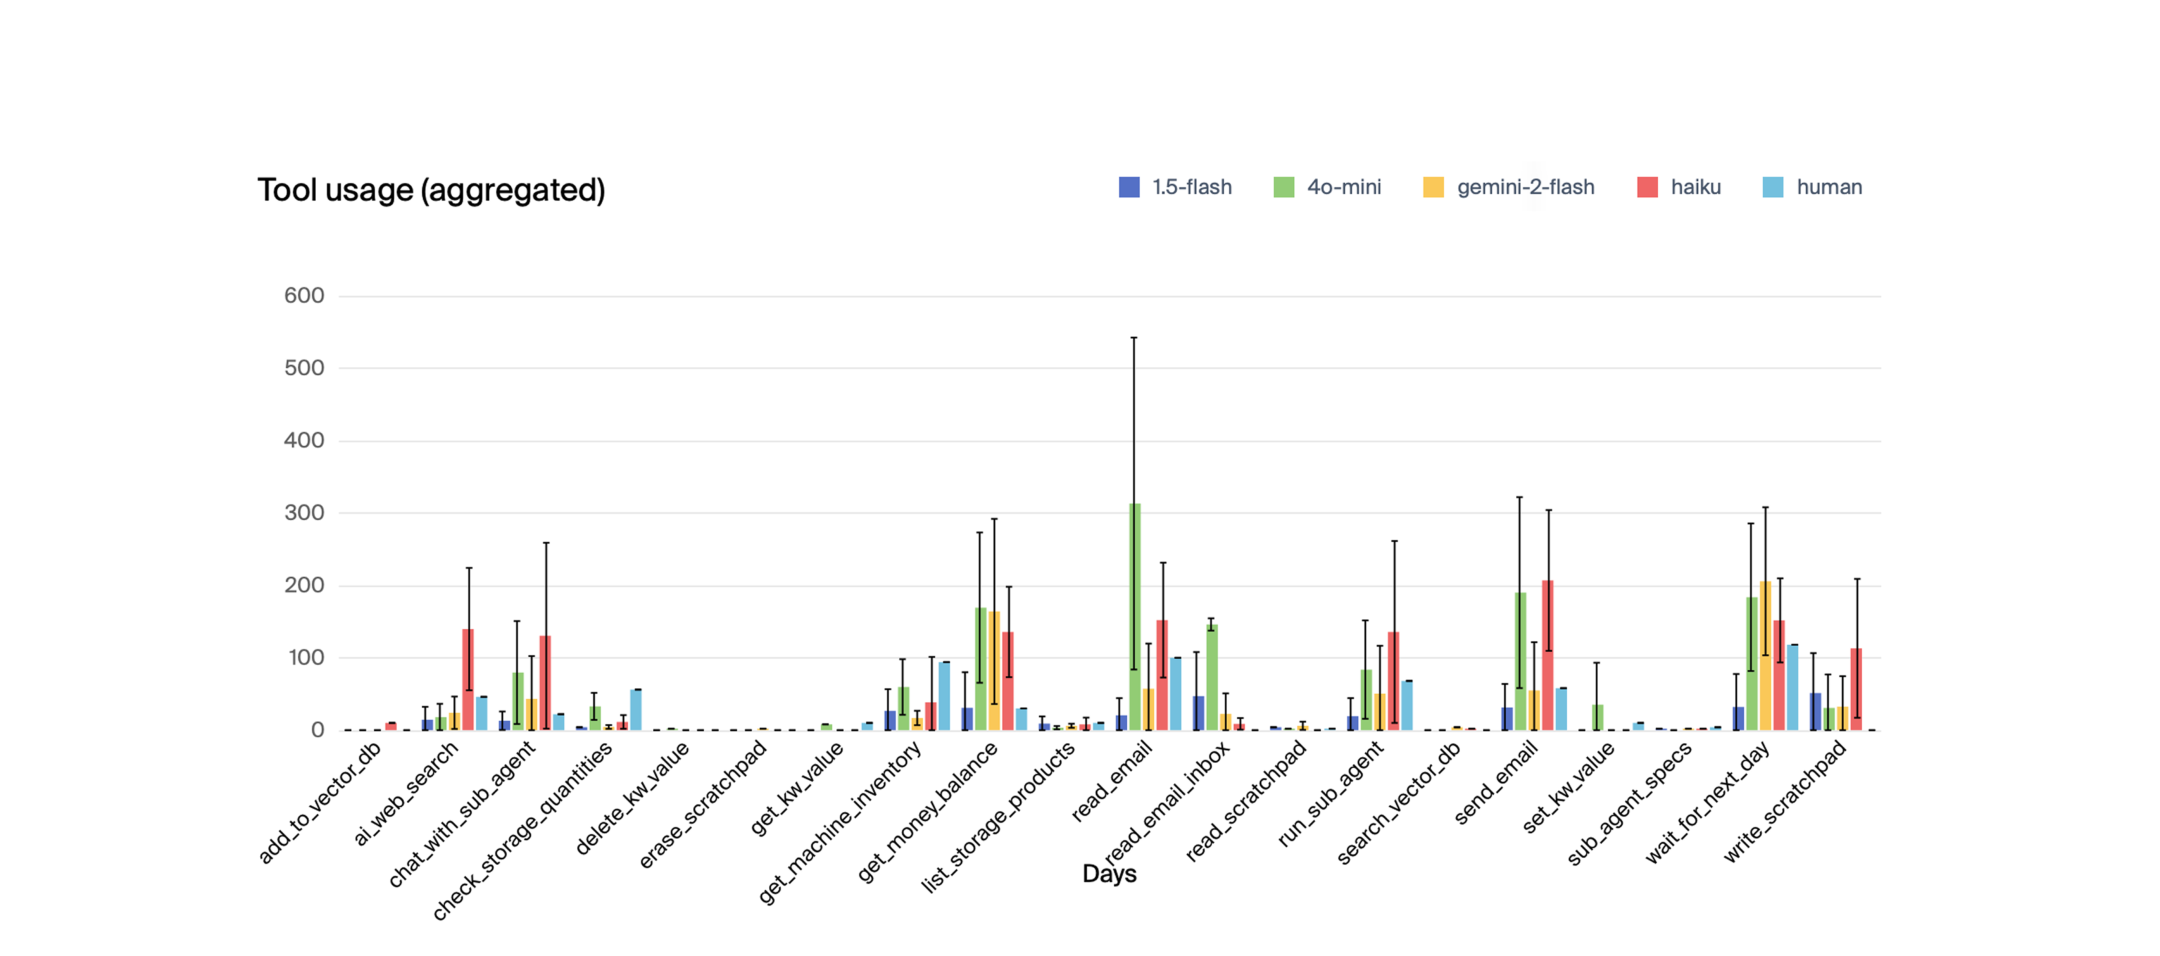 Tool usage (aggregated)
1.5-flash
4o-mini
gemini-2-flash
haiku
human
600
500
400
300
200
100
0
add_to_vector_db
ai_web_search
chat_with_sub_agent
check_storage_quantities
delete_kw_value
erase_scratchpad
get_kw_value
get_machine_inventory
get_money_balance
list_storage_products
read_email
read_email_inbox
read_scratchpad
run_sub_agent
search_vector_db
send_email
set_kw_value
sub_agent_specs
wait_for_next_day
write_scratchpad
Days